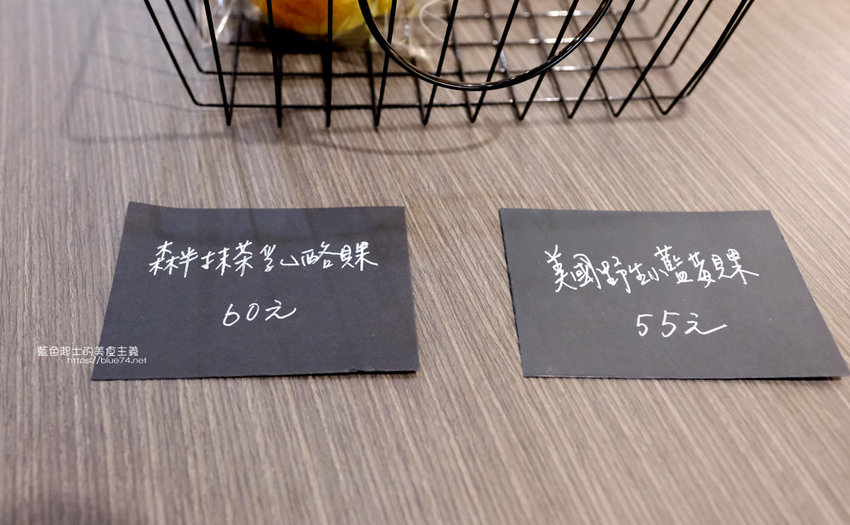 森半抹茶乳酪貝果
60元
美國野生小藍莓貝果
55元
藍色起士的美食主義
https://blue74.net